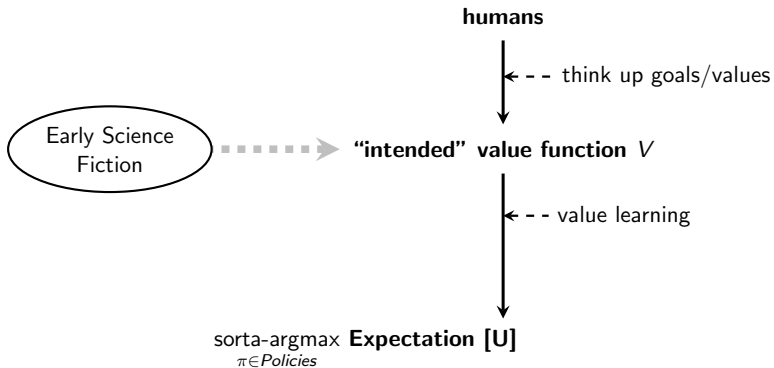 humans
think up goals/values
Early Science
Fiction
“intended” value function V
value learning
sorta-argmax Expectation [U]
π∈Policies